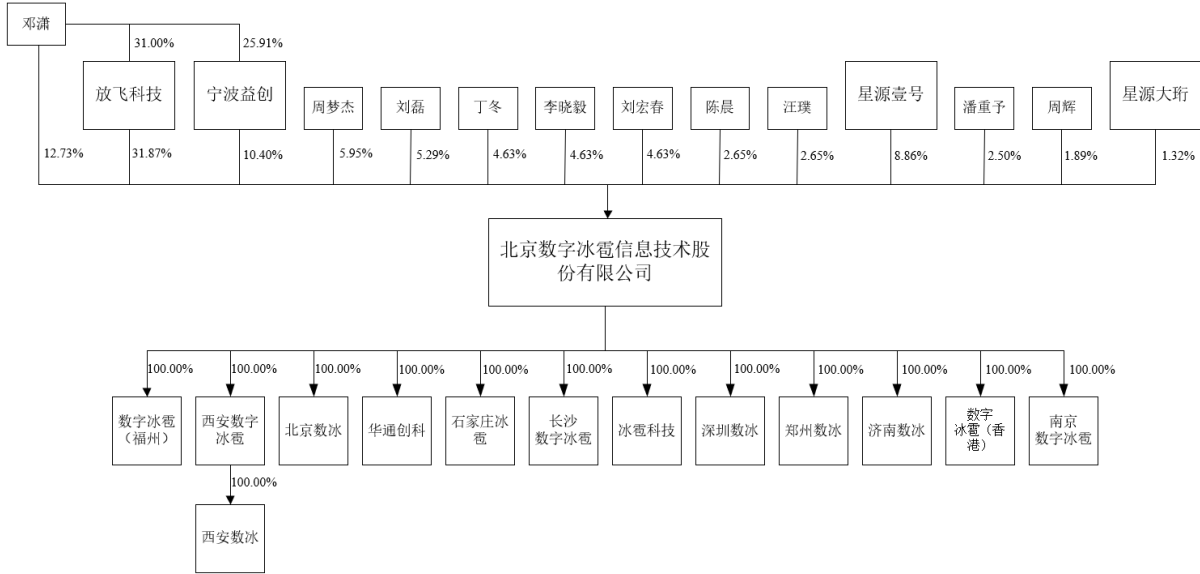 邓潇
31.00%
25.91%
放飞科技
宁波益创
周梦杰
刘磊
丁冬
李晓毅
刘宏春
陈晨
汪璞
星源壹号
潘重予
周辉
星源大珩
12.73%
31.87%
10.40%
5.95%
5.29%
4.63%
4.63%
4.63%
2.65%
2.65%
8.86%
2.50%
1.89%
1.32%
北京数字冰雹信息技术股
份有限公司
100.00%
100.00%
100.00%
100.00%
100.00%
100.00%
100.00%
100.00%
100.00%
100.00%
100.00%
100.00%
数字冰雹
（福州）
西安数字
冰雹
北京数冰
华通创科
石家庄冰
雹
长沙
数字冰雹
冰雹科技
深圳数冰
郑州数冰
济南数冰
数字
冰雹（香
港）
南京
数字冰雹
100.00%
西安数冰